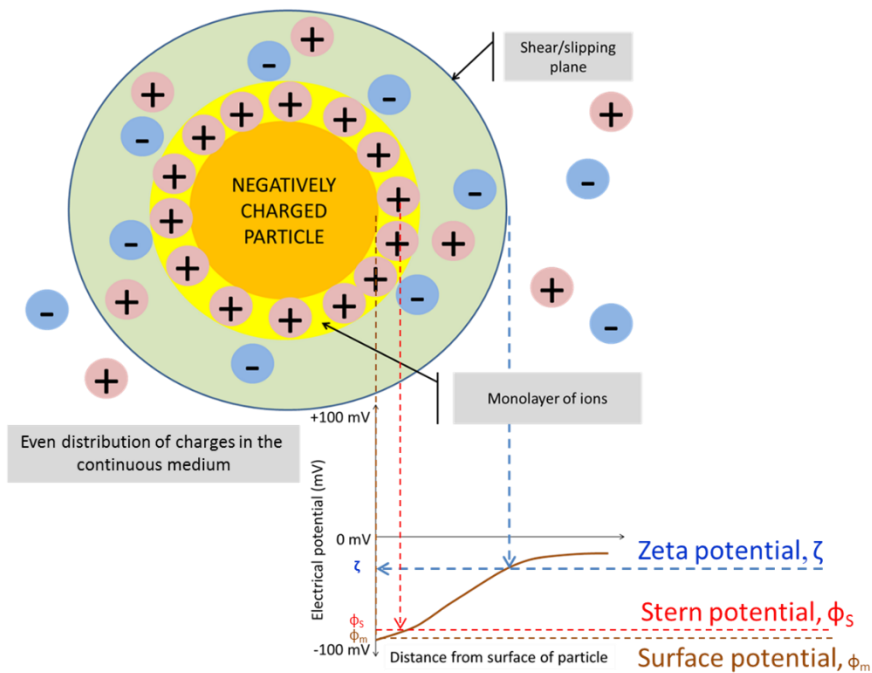 Shear/slipping
plane
NEGATIVELY
CHARGED
PARTICLE
Monolayer of ions
Even distribution of charges in the
continuous medium
+100 mV
Electrical potential (mV)
0 mV
ζ
Zeta potential, ζ
ϕS
Stern potential, ϕS
ϕm
-100 mV
Distance from surface of particle
Surface potential, ϕm